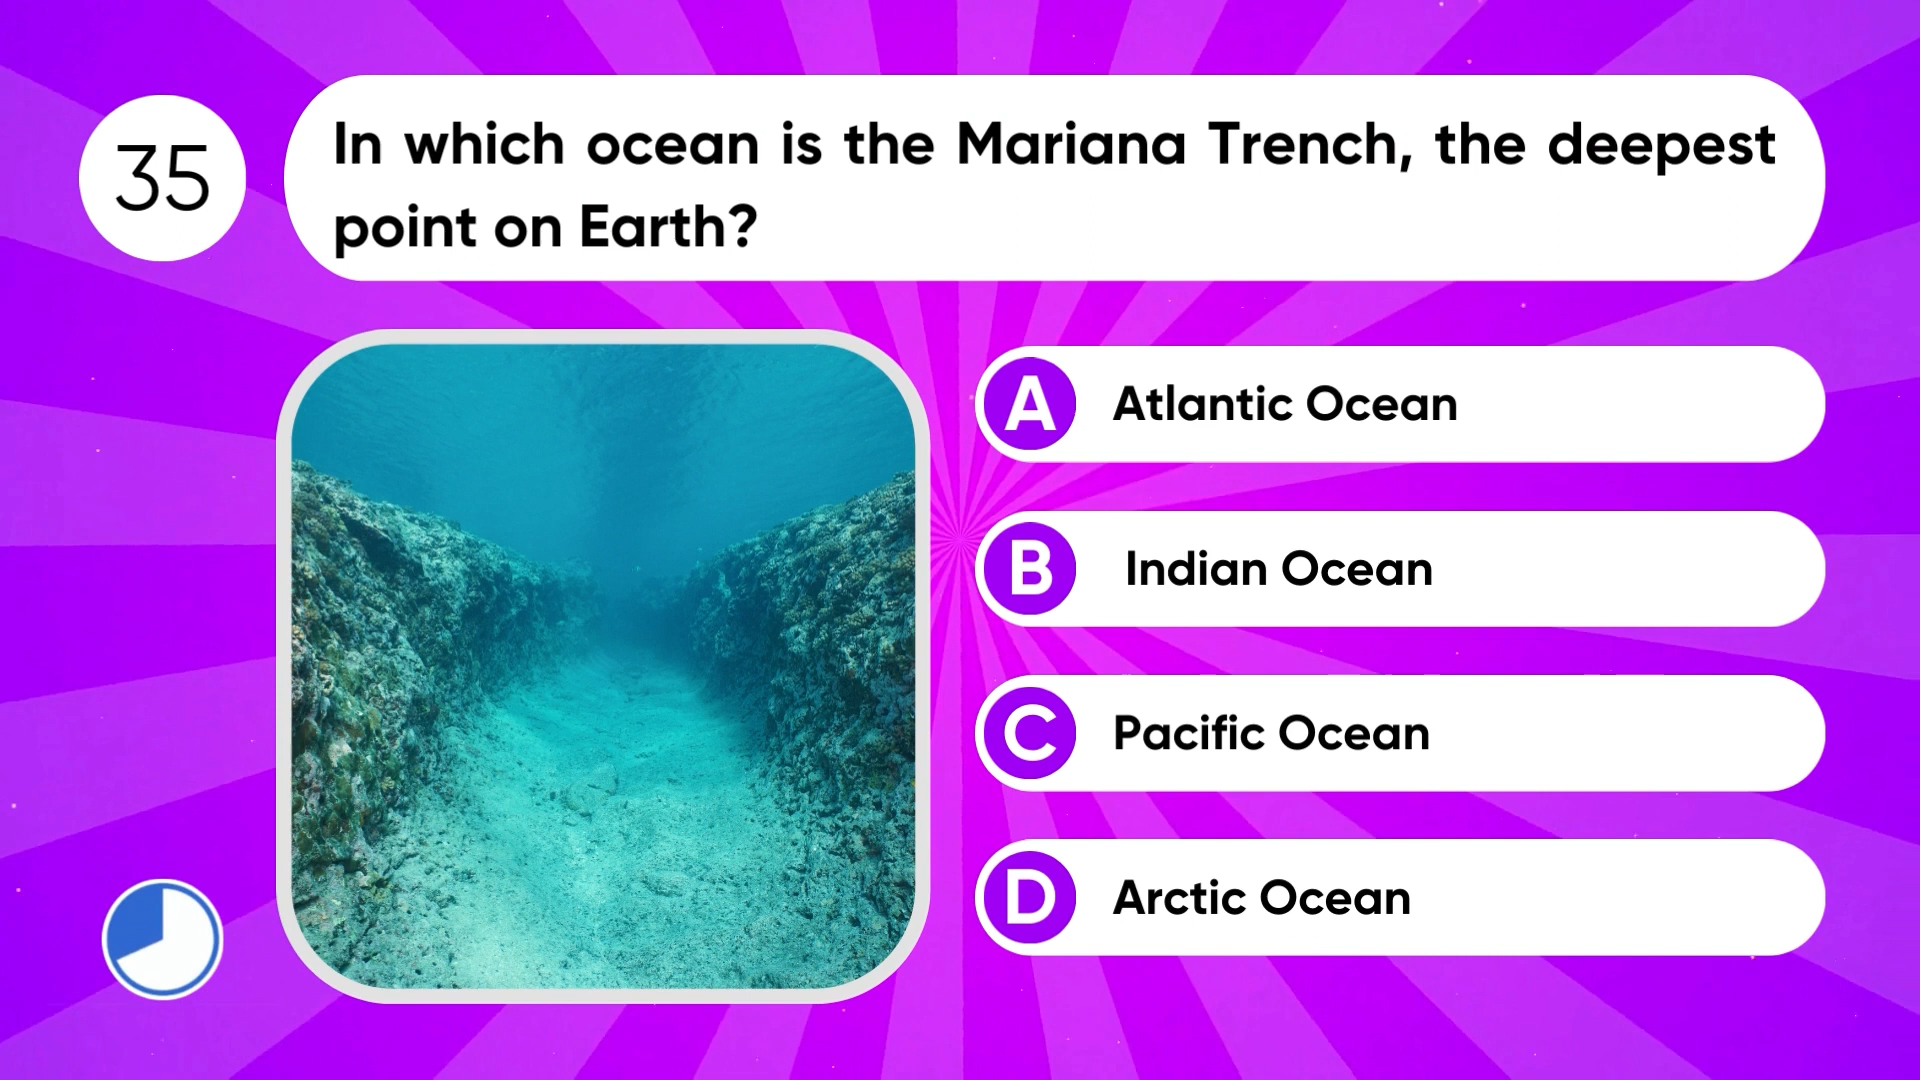 35
In which ocean is the Mariana Trench, the deepest
point on Earth?
A Atlantic Ocean
B Indian Ocean
C Pacific Ocean
D Arctic Ocean